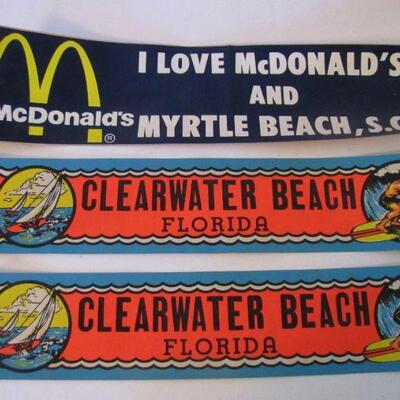 McDonald's
®
I LOVE McDONALD'S
AND
MYRTLE BEACH, S.C
CLEARWATER BEACH
FLORIDA
CLEARWATER BEACH
FLORIDA